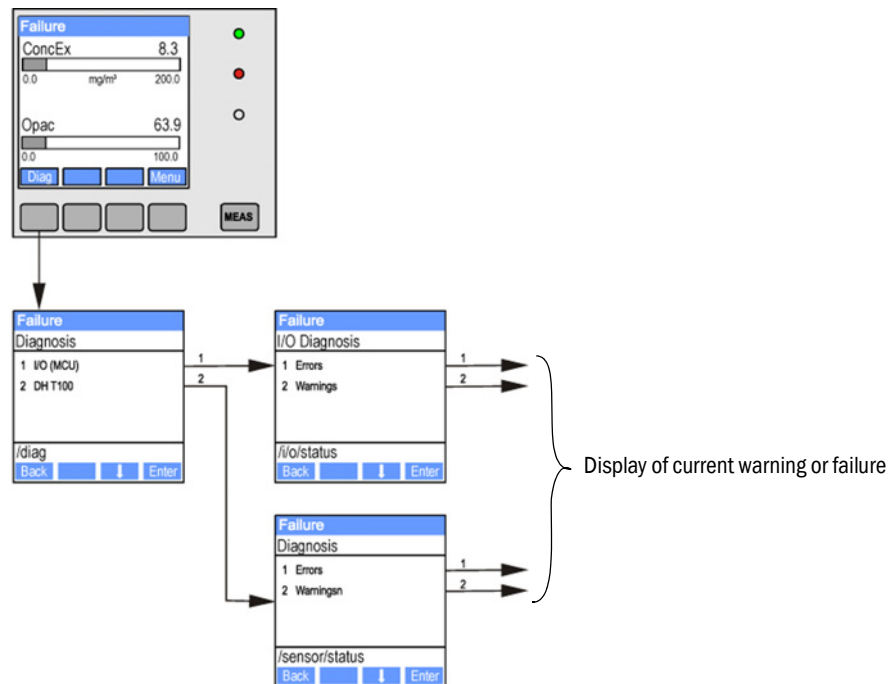 Failure
ConcEx 8.3
0.0 mg/m³ 200.0
Opac 63.9
0.0 100.0
Diag Menu
MEAS
Failure
Diagnosis
1 I/O (MCU)
2 DH T100
/diag
Back ⬇ Enter
1
2
Failure
I/O Diagnosis
1 Errors
2 Warnings
/i/o/status
Back ⬇ Enter
1
2
Display of current warning or failure
Failure
Diagnosis
1 Errors
2 Warningsn
/sensor/status
Back ⬇ Enter
1
2